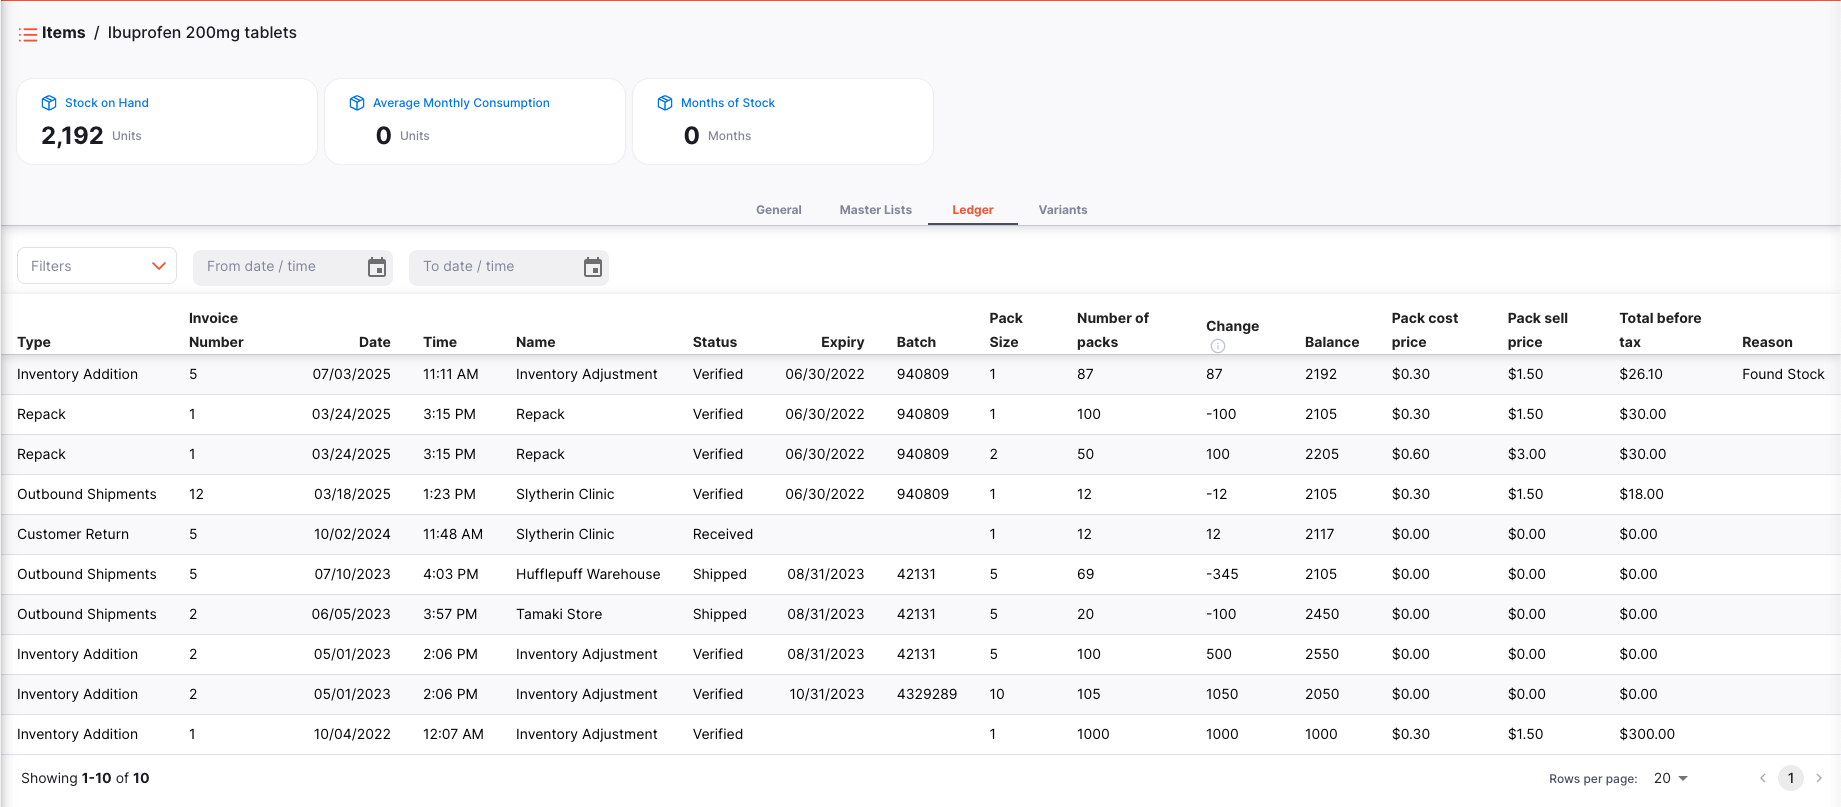 Items / Ibuprofen 200mg tablets
Stock on Hand
2,192 Units
Average Monthly Consumption
0 Units
Months of Stock
0 Months
General Master Lists Ledger Variants
Filters From date / time To date / time
Type Invoice Number Date Time Name Status Expiry Batch Pack Size Number of packs Change Balance Pack cost price Pack sell price Total before tax Reason
Inventory Addition 5 07/03/2025 11:11 AM Inventory Adjustment Verified 06/30/2022 940809 1 87 87 2192 $0.30 $1.50 $26.10 Found Stock
Repack 1 03/24/2025 3:15 PM Repack Verified 06/30/2022 940809 1 100 -100 2105 $0.30 $1.50 $30.00
Repack 1 03/24/2025 3:15 PM Repack Verified 06/30/2022 940809 2 50 100 2205 $0.60 $3.00 $30.00
Outbound Shipments 12 03/18/2025 1:23 PM Slytherin Clinic Verified 06/30/2022 940809 1 12 -12 2105 $0.30 $1.50 $18.00
Customer Return 5 10/02/2024 11:48 AM Slytherin Clinic Received 1 12 12 2117 $0.00 $0.00 $0.00
Outbound Shipments 5 07/10/2023 4:03 PM Hufflepuff Warehouse Shipped 08/31/2023 42131 5 69 -345 2105 $0.00 $0.00 $0.00
Outbound Shipments 2 06/05/2023 3:57 PM Tamaki Store Shipped 08/31/2023 42131 5 20 -100 2450 $0.00 $0.00 $0.00
Inventory Addition 2 05/01/2023 2:06 PM Inventory Adjustment Verified 08/31/2023 42131 5 100 500 2550 $0.00 $0.00 $0.00
Inventory Addition 2 05/01/2023 2:06 PM Inventory Adjustment Verified 10/31/2023 4329289 10 105 1050 2050 $0.00 $0.00 $0.00
Inventory Addition 1 10/04/2022 12:07 AM Inventory Adjustment Verified 1 1000 1000 1000 $0.30 $1.50 $300.00
Showing 1-10 of 10 Rows per page: 20 1